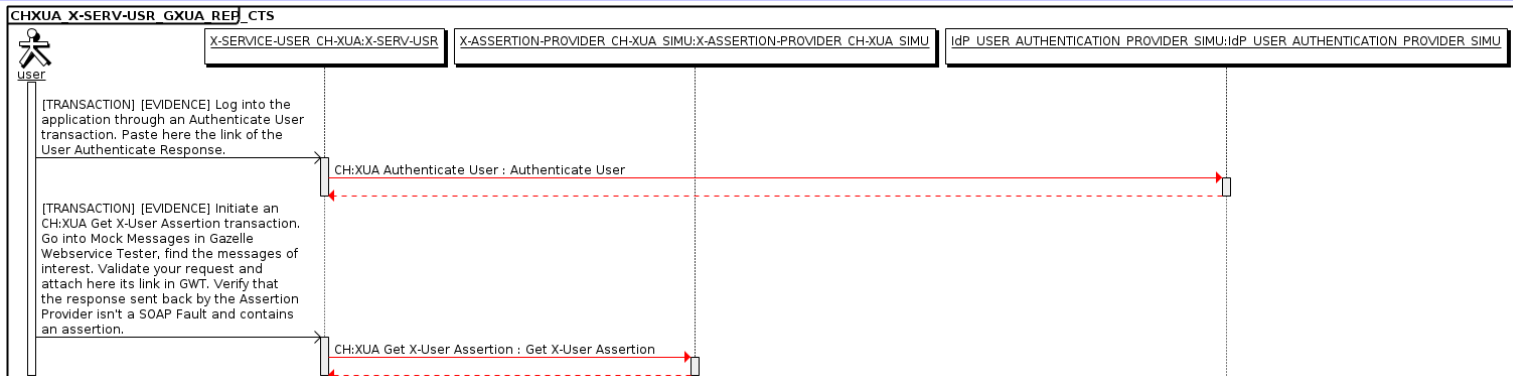 CHXUA_X-SERV-USR_GXUA_REP_CTS
user
X-SERVICE-USER_CH-XUA:X-SERV-USR
X-ASSERTION-PROVIDER_CH-XUA_SIMU:X-ASSERTION-PROVIDER_CH-XUA_SIMU
IdP_USER_AUTHENTICATION_PROVIDER_SIMU:IdP_USER_AUTHENTICATION_PROVIDER_SIMU
[TRANSACTION] [EVIDENCE] Log into the
application through an Authenticate User
transaction. Paste here the link of the
User Authenticate Response.
CH:XUA Authenticate User : Authenticate User
[TRANSACTION] [EVIDENCE] Initiate an
CH:XUA Get X-User Assertion transaction.
Go into Mock Messages in Gazelle
Webservice Tester, find the messages of
interest. Validate your request and
attach here its link in GWT. Verify that
the response sent back by the Assertion
Provider isn't a SOAP Fault and contains
an assertion.
CH:XUA Get X-User Assertion : Get X-User Assertion